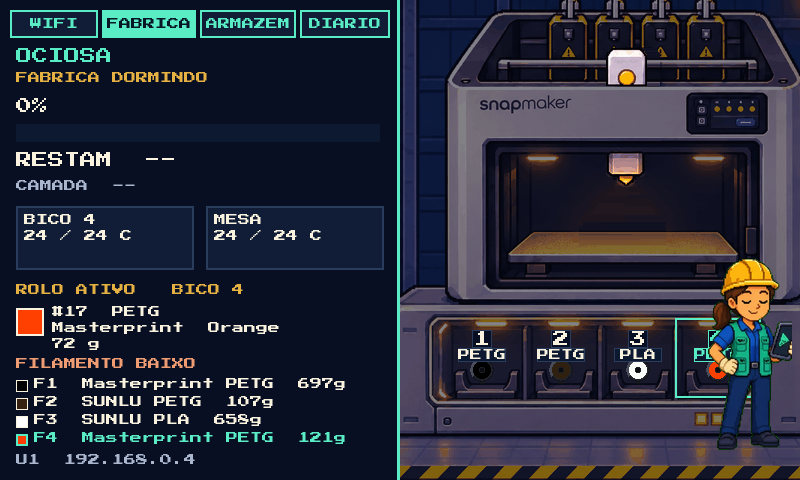 WIFI FABRICA ARMAZEM DIARIO
OCIOSA
FABRICA DORMINDO
0%
RESTAM --
CAMADA --
BICO 4
24 / 24 C
MESA
24 / 24 C
ROLO ATIVO BICO 4
#17 PETG
Masterprint Orange
72 g
FILAMENTO BAIXO
F1 Masterprint PETG 697g
F2 SUNLU PETG 107g
F3 SUNLU PLA 658g
F4 Masterprint PETG 121g
U1 192.168.0.4
snapmaker
1
PETG
2
PETG
3
PLA